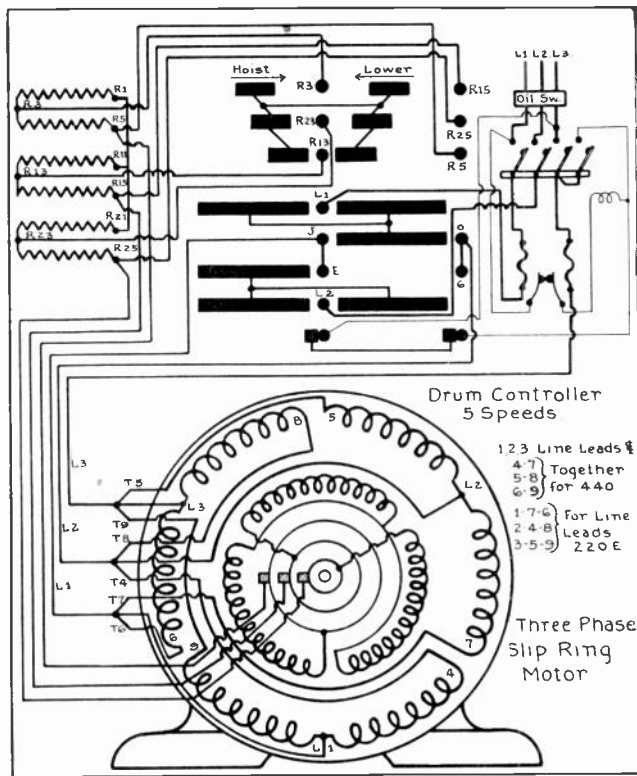 L1 L2 L3
Oil Sw.
Hoist
Lower
R1
R3
R5
R11
R13
R15
R21
R23
R25
R3
R23
R13
R15
R25
R5
L1
J
E
L2
O
6
Drum Controller
5 Speeds
1 2 3 Line Leads &
4-7
5-8
6-9
Together
for 440
1-7-6
2-4-8
3-5-9
For Line
Leads
220 E
Three Phase
Slip Ring
Motor
L3
L2
L1
T5
T9
T8
T4
T7
T6
L3
8
5
L2
7
4
L1
9
6